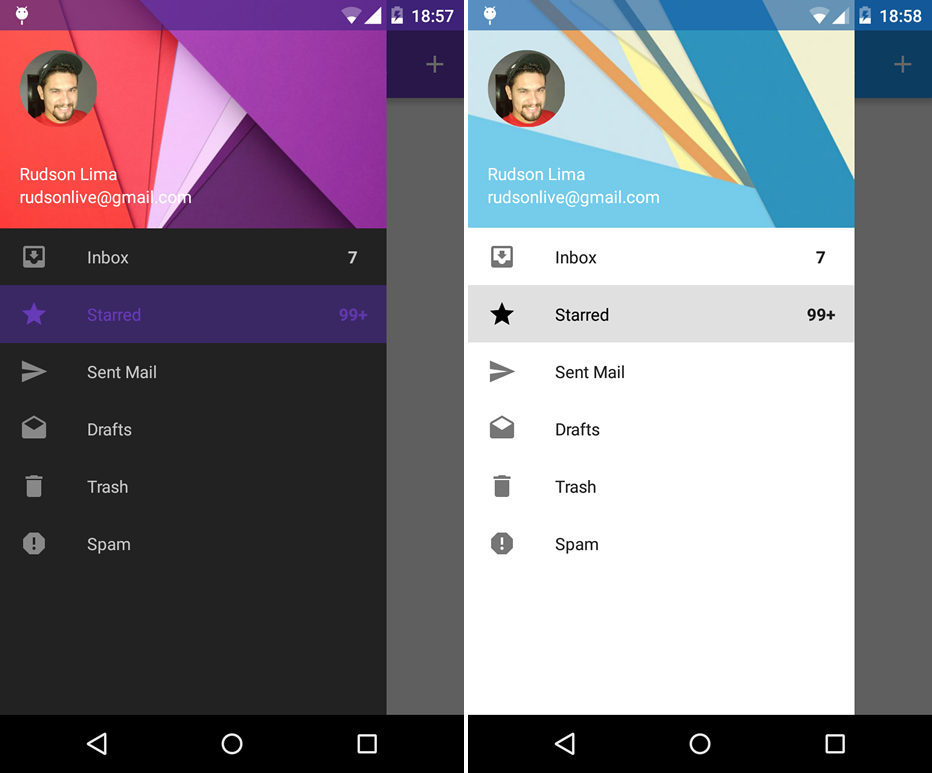 18:57
Rudson Lima
rudsonlive@gmail.com
Inbox 7
Starred 99+
Sent Mail
Drafts
Trash
Spam
18:58
Rudson Lima
rudsonlive@gmail.com
Inbox 7
Starred 99+
Sent Mail
Drafts
Trash
Spam